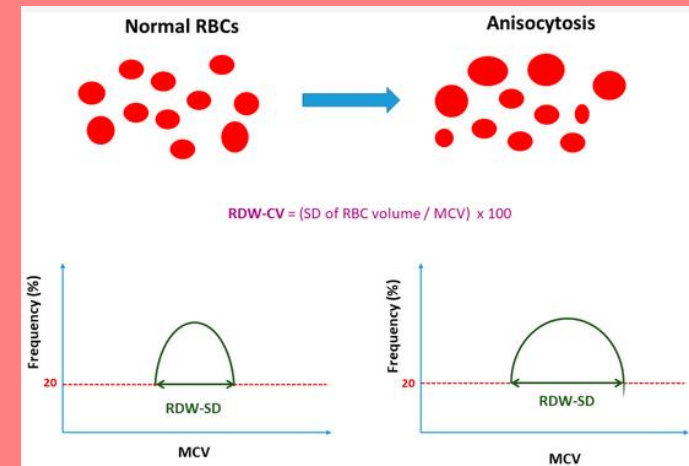 Normal RBCs
Anisocytosis
RDW-CV = (SD of RBC volume / MCV) x 100
Frequency (%)
20
RDW-SD
MCV
Frequency (%)
20
RDW-SD
MCV